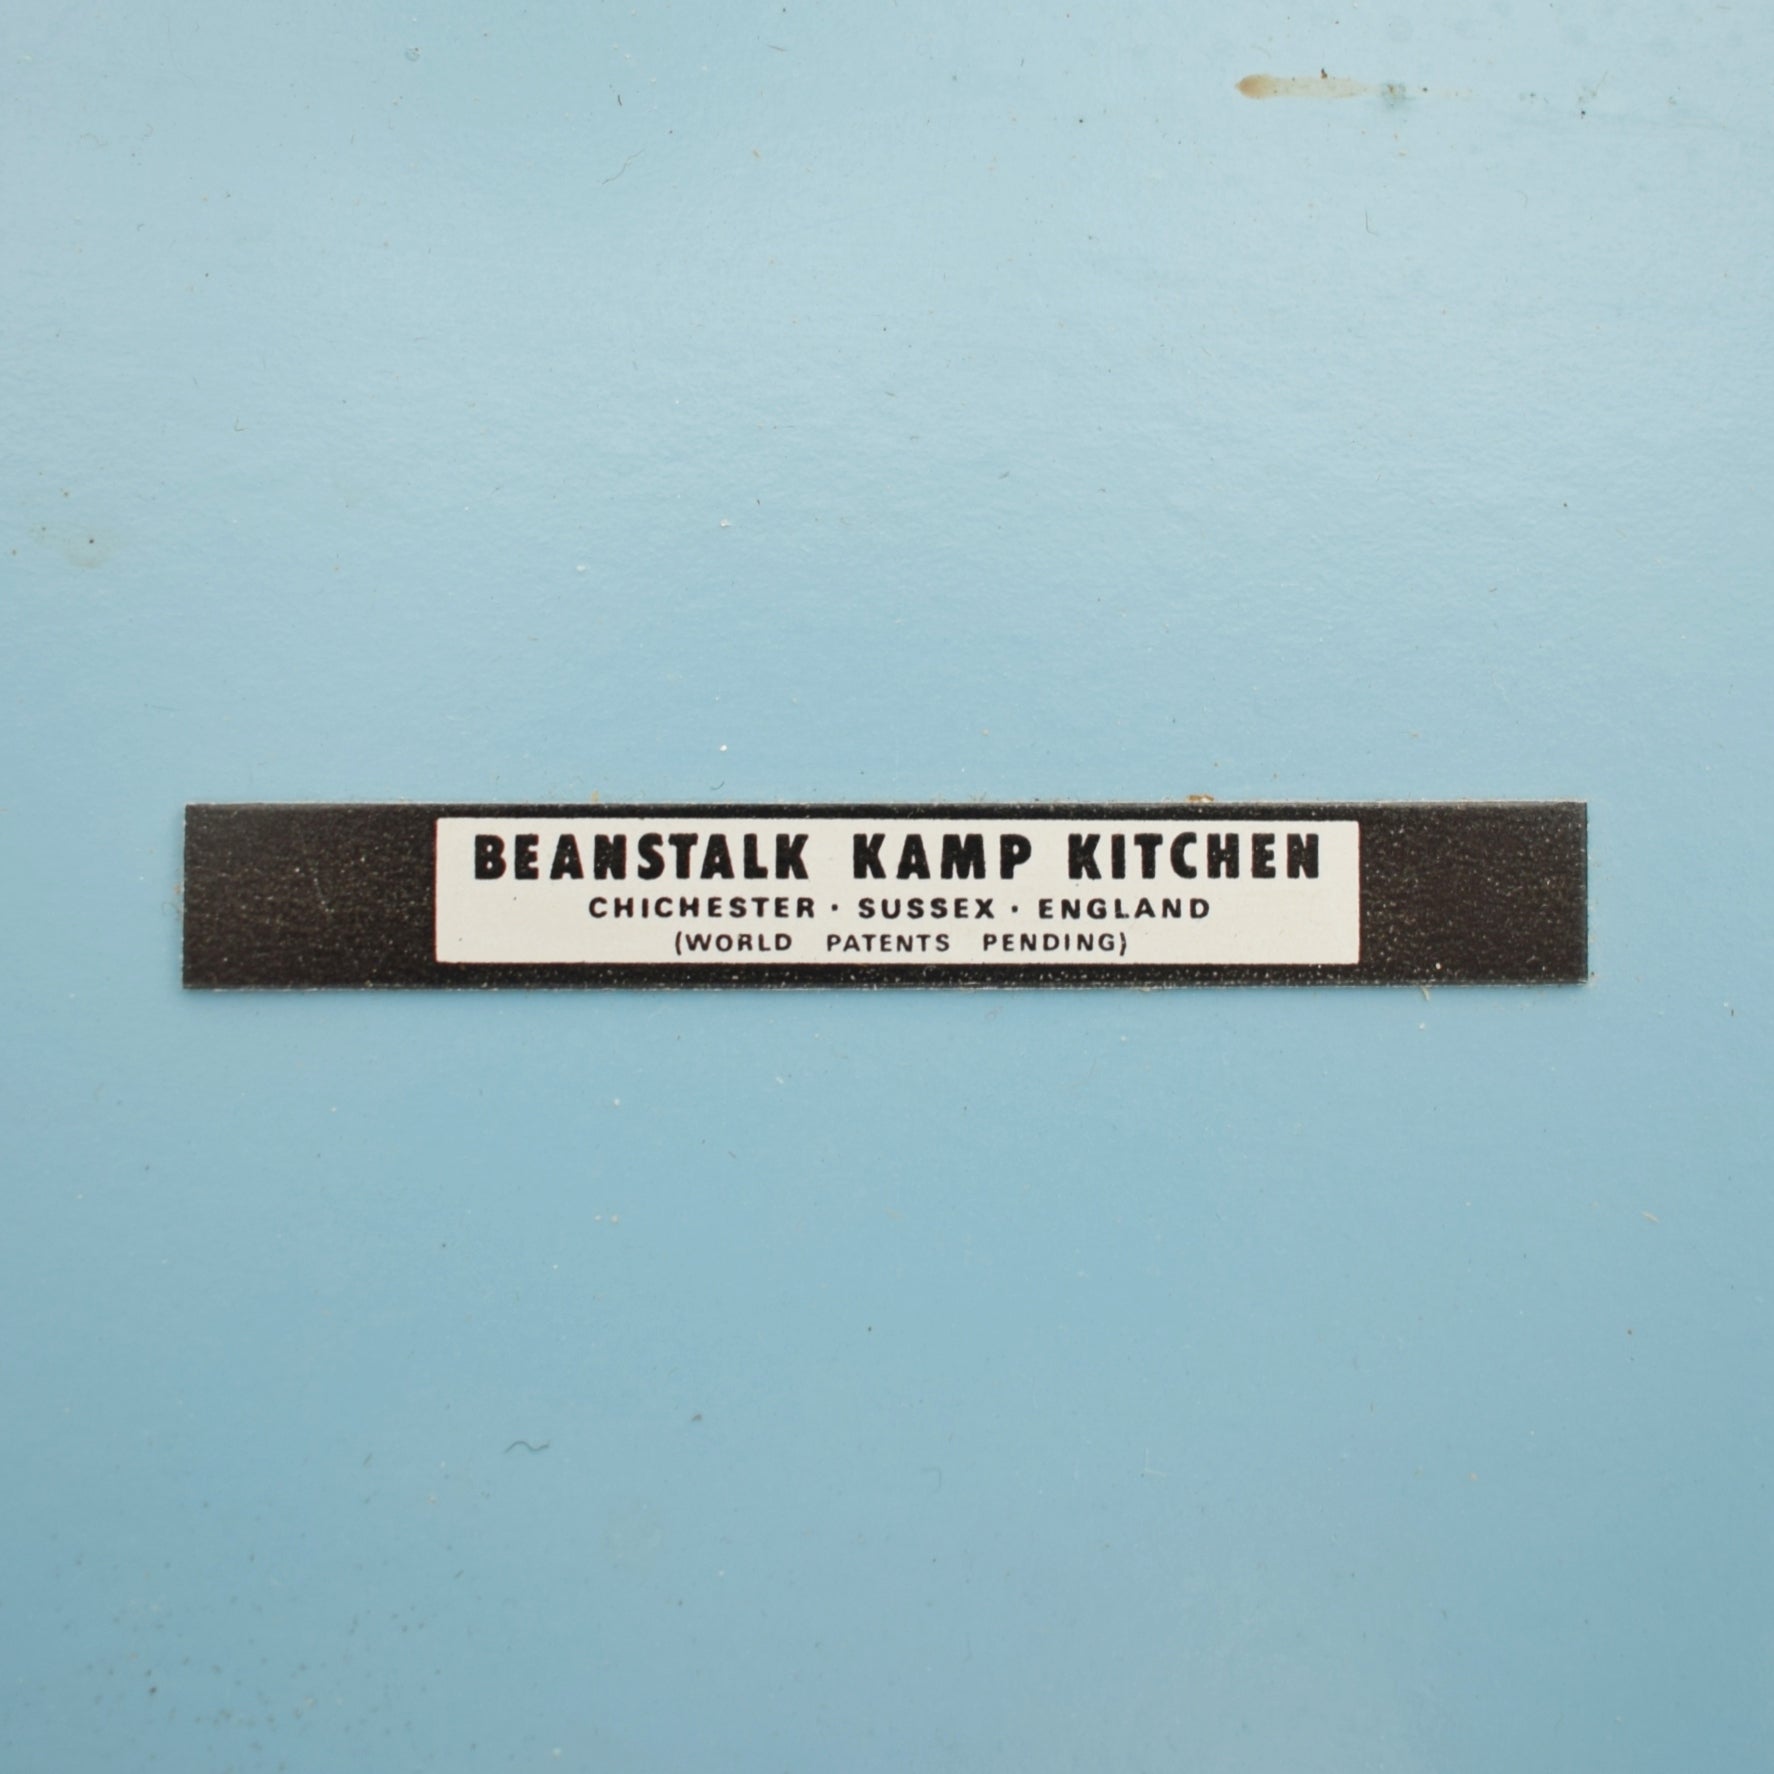 BEANSTALK KAMP KITCHEN
CHICHESTER · SUSSEX · ENGLAND
(WORLD PATENTS PENDING)